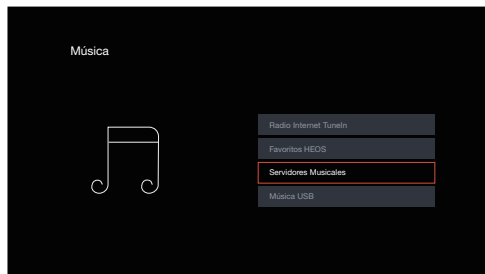 Música
Radio Internet TuneIn
Favoritos HEOS
Servidores Musicales
Música USB